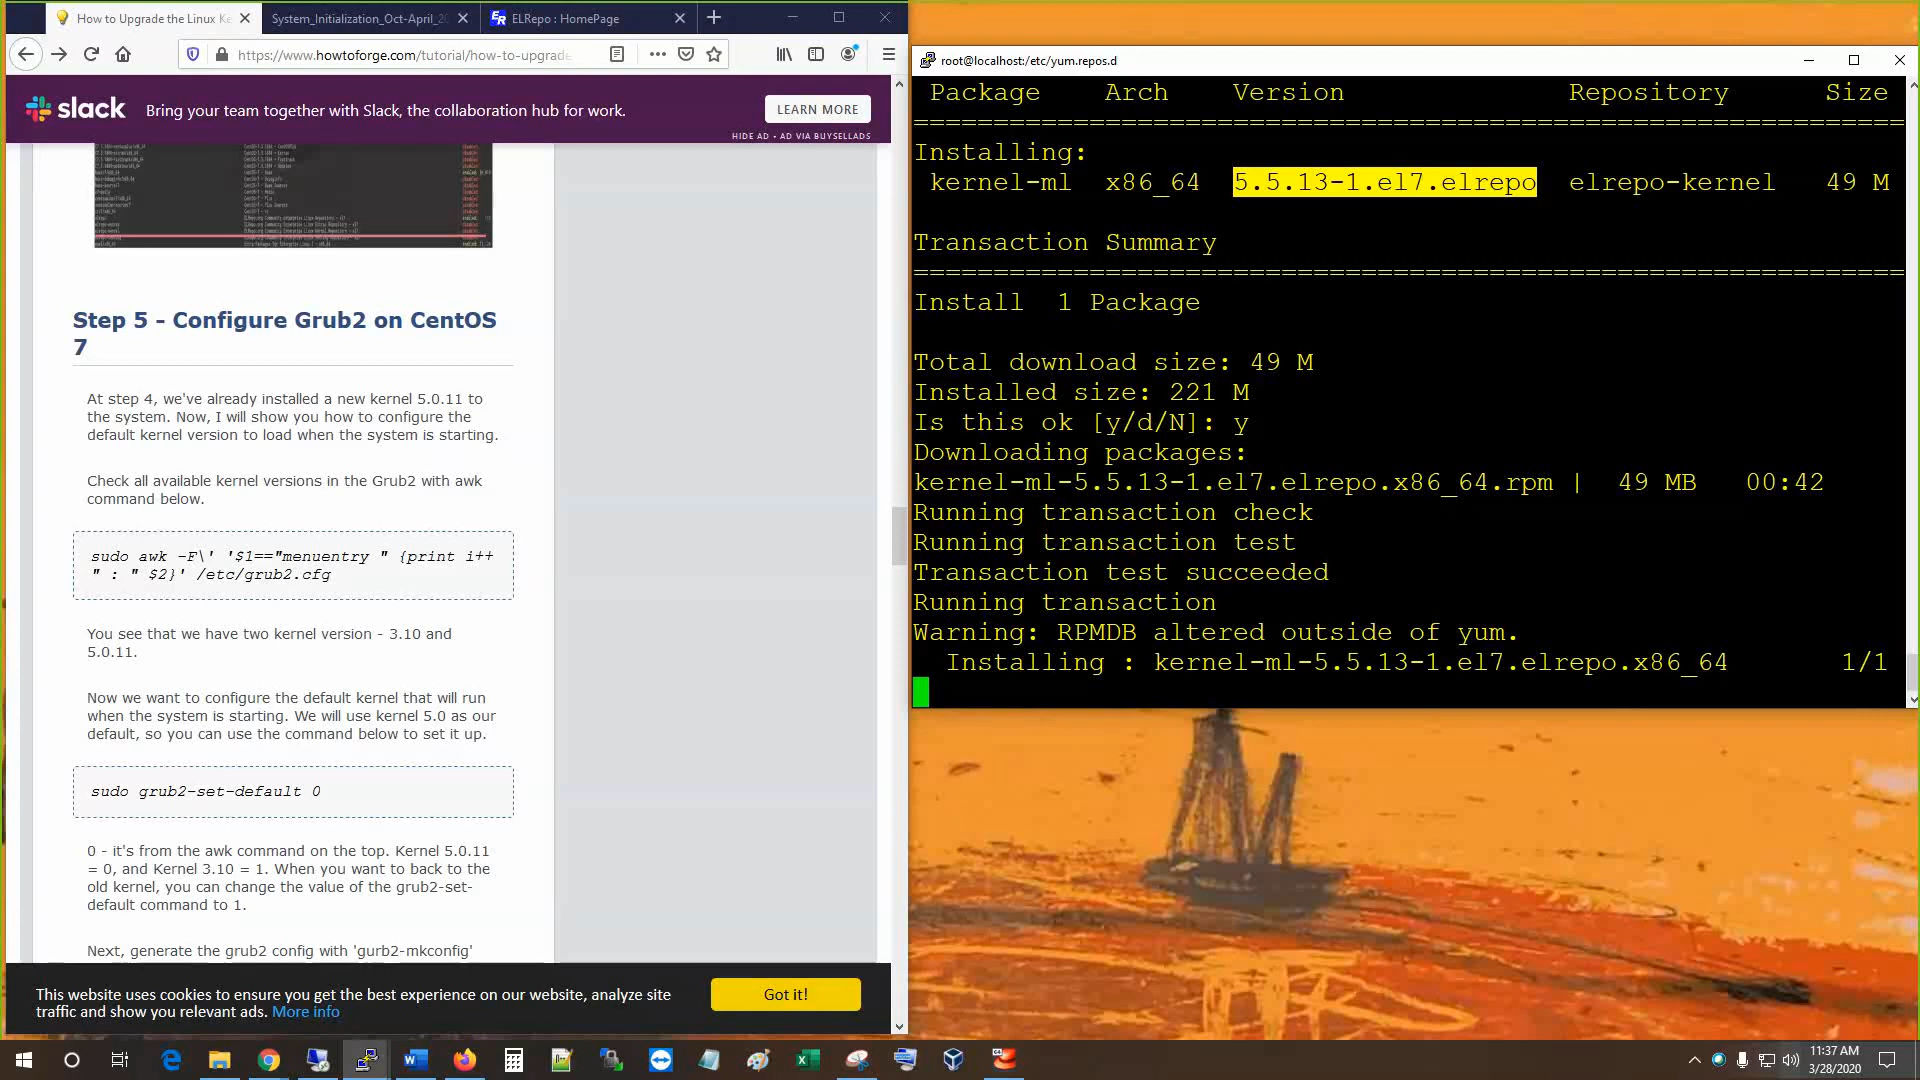 How to Upgrade the Linux Ke
System_Initialization_Oct-April_20
ELRepo : HomePage
https://www.howtoforge.com/tutorial/how-to-upgrade
slack
Bring your team together with Slack, the collaboration hub for work.
LEARN MORE
HIDE AD • AD VIA BUYSELLADS
Step 5 - Configure Grub2 on CentOS
7
At step 4, we've already installed a new kernel 5.0.11 to
the system. Now, I will show you how to configure the
default kernel version to load when the system is starting.
Check all available kernel versions in the Grub2 with awk
command below.
sudo awk -F\' '$1=="menuentry " {print i++
" : " $2}' /etc/grub2.cfg
You see that we have two kernel version - 3.10 and
5.0.11.
Now we want to configure the default kernel that will run
when the system is starting. We will use kernel 5.0 as our
default, so you can use the command below to set it up.
sudo grub2-set-default 0
0 - it's from the awk command on the top. Kernel 5.0.11
= 0, and Kernel 3.10 = 1. When you want to back to the
old kernel, you can change the value of the grub2-set-
default command to 1.
Next, generate the grub2 config with 'gurb2-mkconfig'
This website uses cookies to ensure you get the best experience on our website, analyze site
traffic and show you relevant ads. More info
Got it!
root@localhost:/etc/yum.repos.d
Package Arch Version Repository Size
================================================================
Installing:
kernel-ml x86_64 5.5.13-1.el7.elrepo elrepo-kernel 49 M
Transaction Summary
================================================================
Install 1 Package
Total download size: 49 M
Installed size: 221 M
Is this ok [y/d/N]: y
Downloading packages:
kernel-ml-5.5.13-1.el7.elrepo.x86_64.rpm | 49 MB 00:42
Running transaction check
Running transaction test
Transaction test succeeded
Running transaction
Warning: RPMDB altered outside of yum.
Installing : kernel-ml-5.5.13-1.el7.elrepo.x86_64 1/1
11:37 AM
3/28/2020